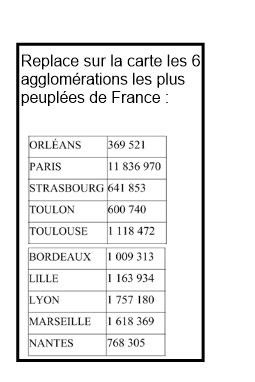 Replace sur la carte les 6
agglomérations les plus
peuplées de France :
ORLÉANS 369 521
PARIS 11 836 970
STRASBOURG 641 853
TOULON 600 740
TOULOUSE 1 118 472
BORDEAUX 1 009 313
LILLE 1 163 934
LYON 1 757 180
MARSEILLE 1 618 369
NANTES 768 305